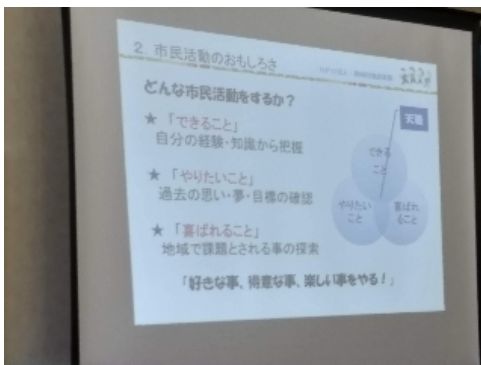 2. 市民活動のおもしろさ
どんな市民活動をするか？
天職
★ 「できること」
自分の経験・知識から把握
★ 「やりたいこと」
過去の思い・夢・目標の確認
★ 「喜ばれること」
地域で課題とされる事の探索
できる
こと
やりたい
こと
喜ばれ
ること
「好きな事、得意な事、楽しい事をやる！」